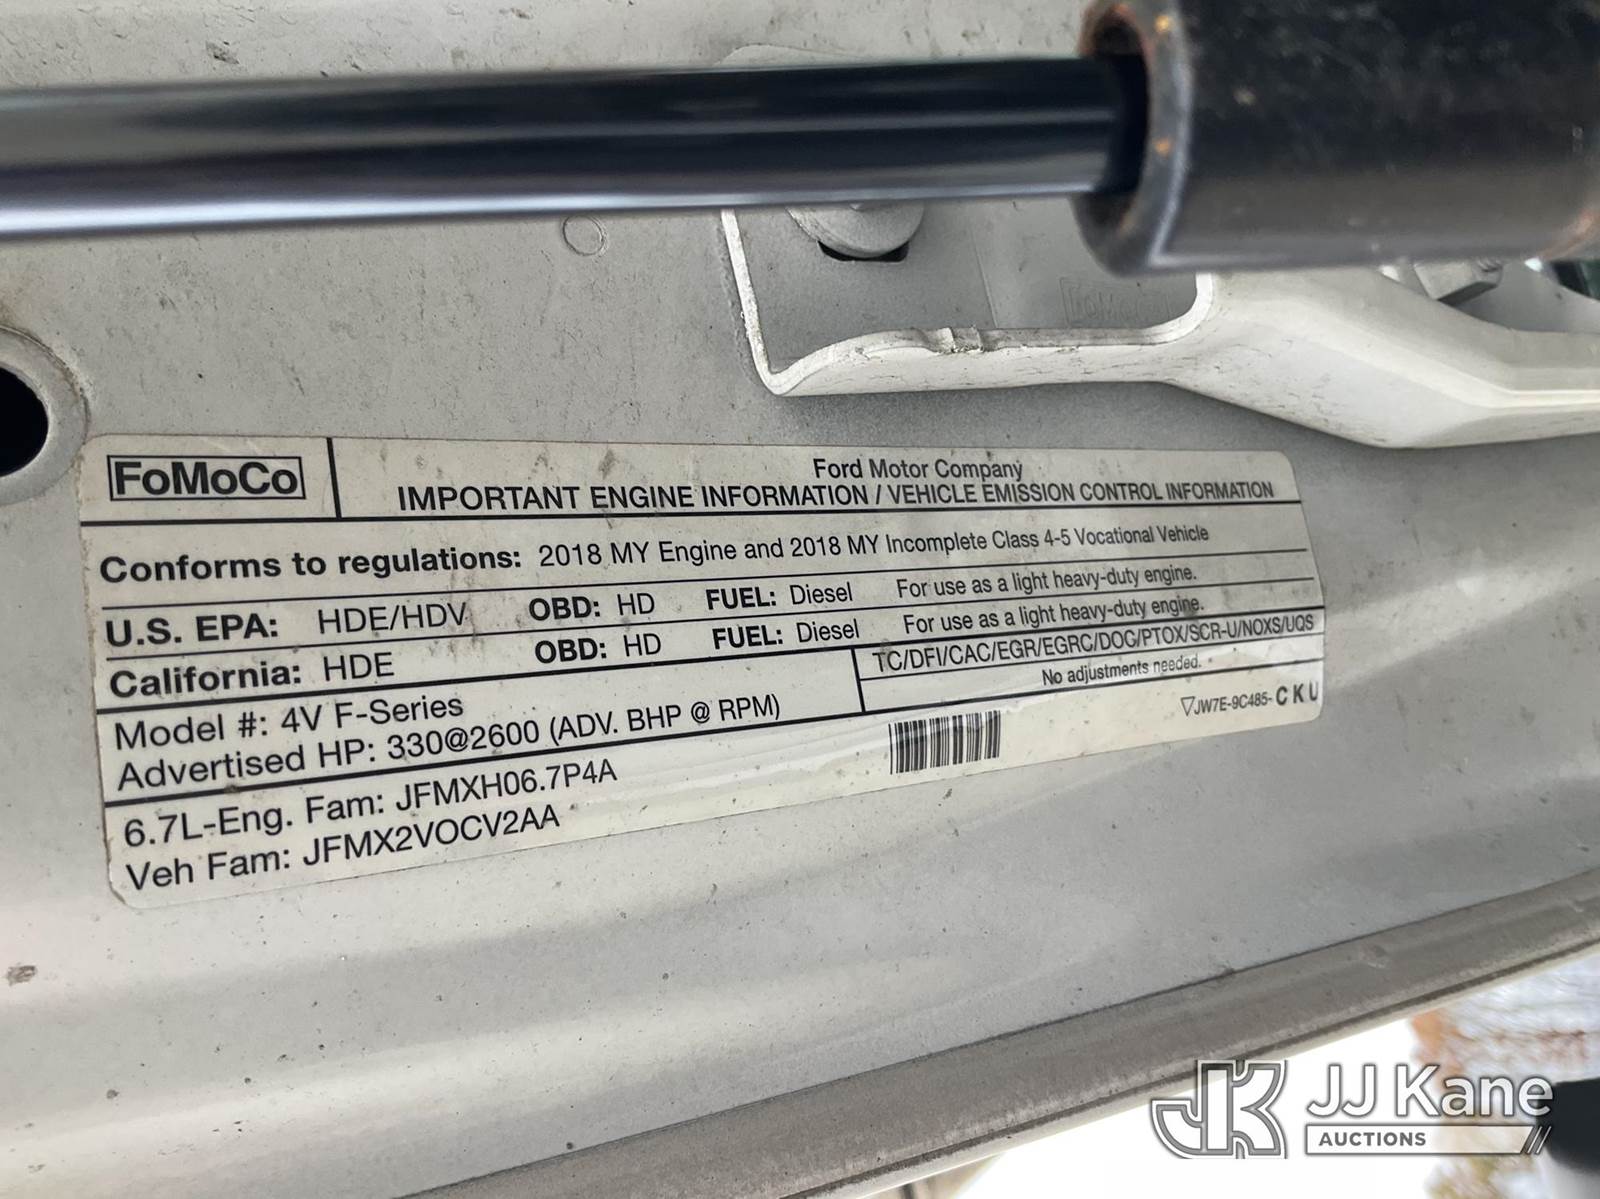 FoMoCo
FoMoCo
Ford Motor Company
IMPORTANT ENGINE INFORMATION / VEHICLE EMISSION CONTROL INFORMATION
Conforms to regulations: 2018 MY Engine and 2018 MY Incomplete Class 4-5 Vocational Vehicle
U.S. EPA: HDE/HDV OBD: HD FUEL: Diesel For use as a light heavy-duty engine.
California: HDE OBD: HD FUEL: Diesel For use as a light heavy-duty engine.
Model #: 4V F-Series
Advertised HP: 330@2600 (ADV. BHP @ RPM)
TC/DFI/CAC/EGR/EGRC/DOC/PTOX/SCR-U/NOXS/UQS
No adjustments needed.
6.7L-Eng. Fam: JFMXH06.7P4A
Veh Fam: JFMX2VOCV2AA
▽JW7E-9C485-CKU
JK JJ Kane
AUCTIONS